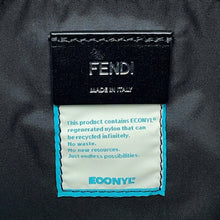 FENDI
MADE IN ITALY
This product contains ECONYL®
regenerated nylon that can
be recycled infinitely.
No waste.
No new resources.
Just endless possibilities.
ECONYL®